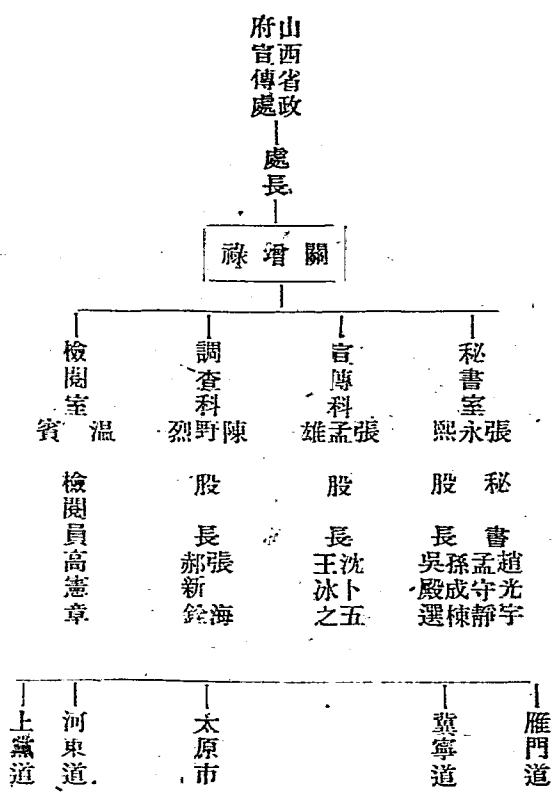 山西省政
府宣傳處
處長
關增祿
秘書室
張永熙
秘書
趙光宇
孟守靜
股長
孫成棟
吳殿選
宣傳科
張孟雄
股長
沈卜五
王冰之
調查科
陳野烈
股長
張海
郝新銓
檢閱室
溫賓
檢閱員
高憲章
雁門道
冀寧道
太原市
河東道
上黨道